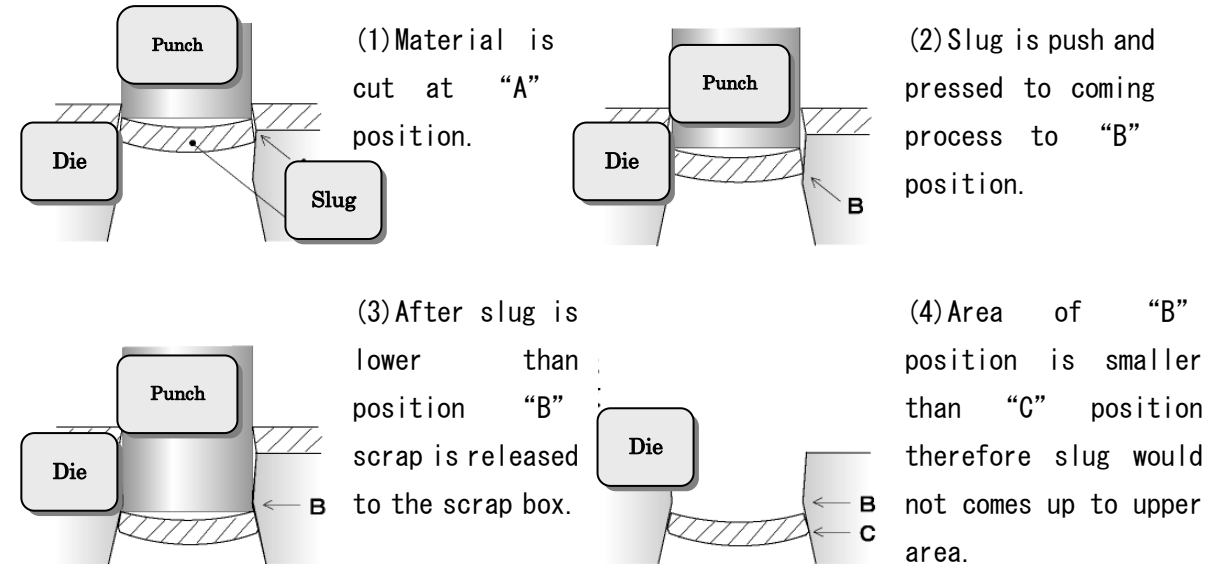 Punch
Die
Slug
(1)Material is
cut at “A”
position.
Punch
Die
B
(2)Slug is push and
pressed to coming
process to “B”
position.
Punch
Die
B
(3)After slug is
lower than
position “B”
scrap is released
to the scrap box.
Die
B
C
(4)Area of “B”
position is smaller
than “C” position
therefore slug would
not comes up to upper
area.